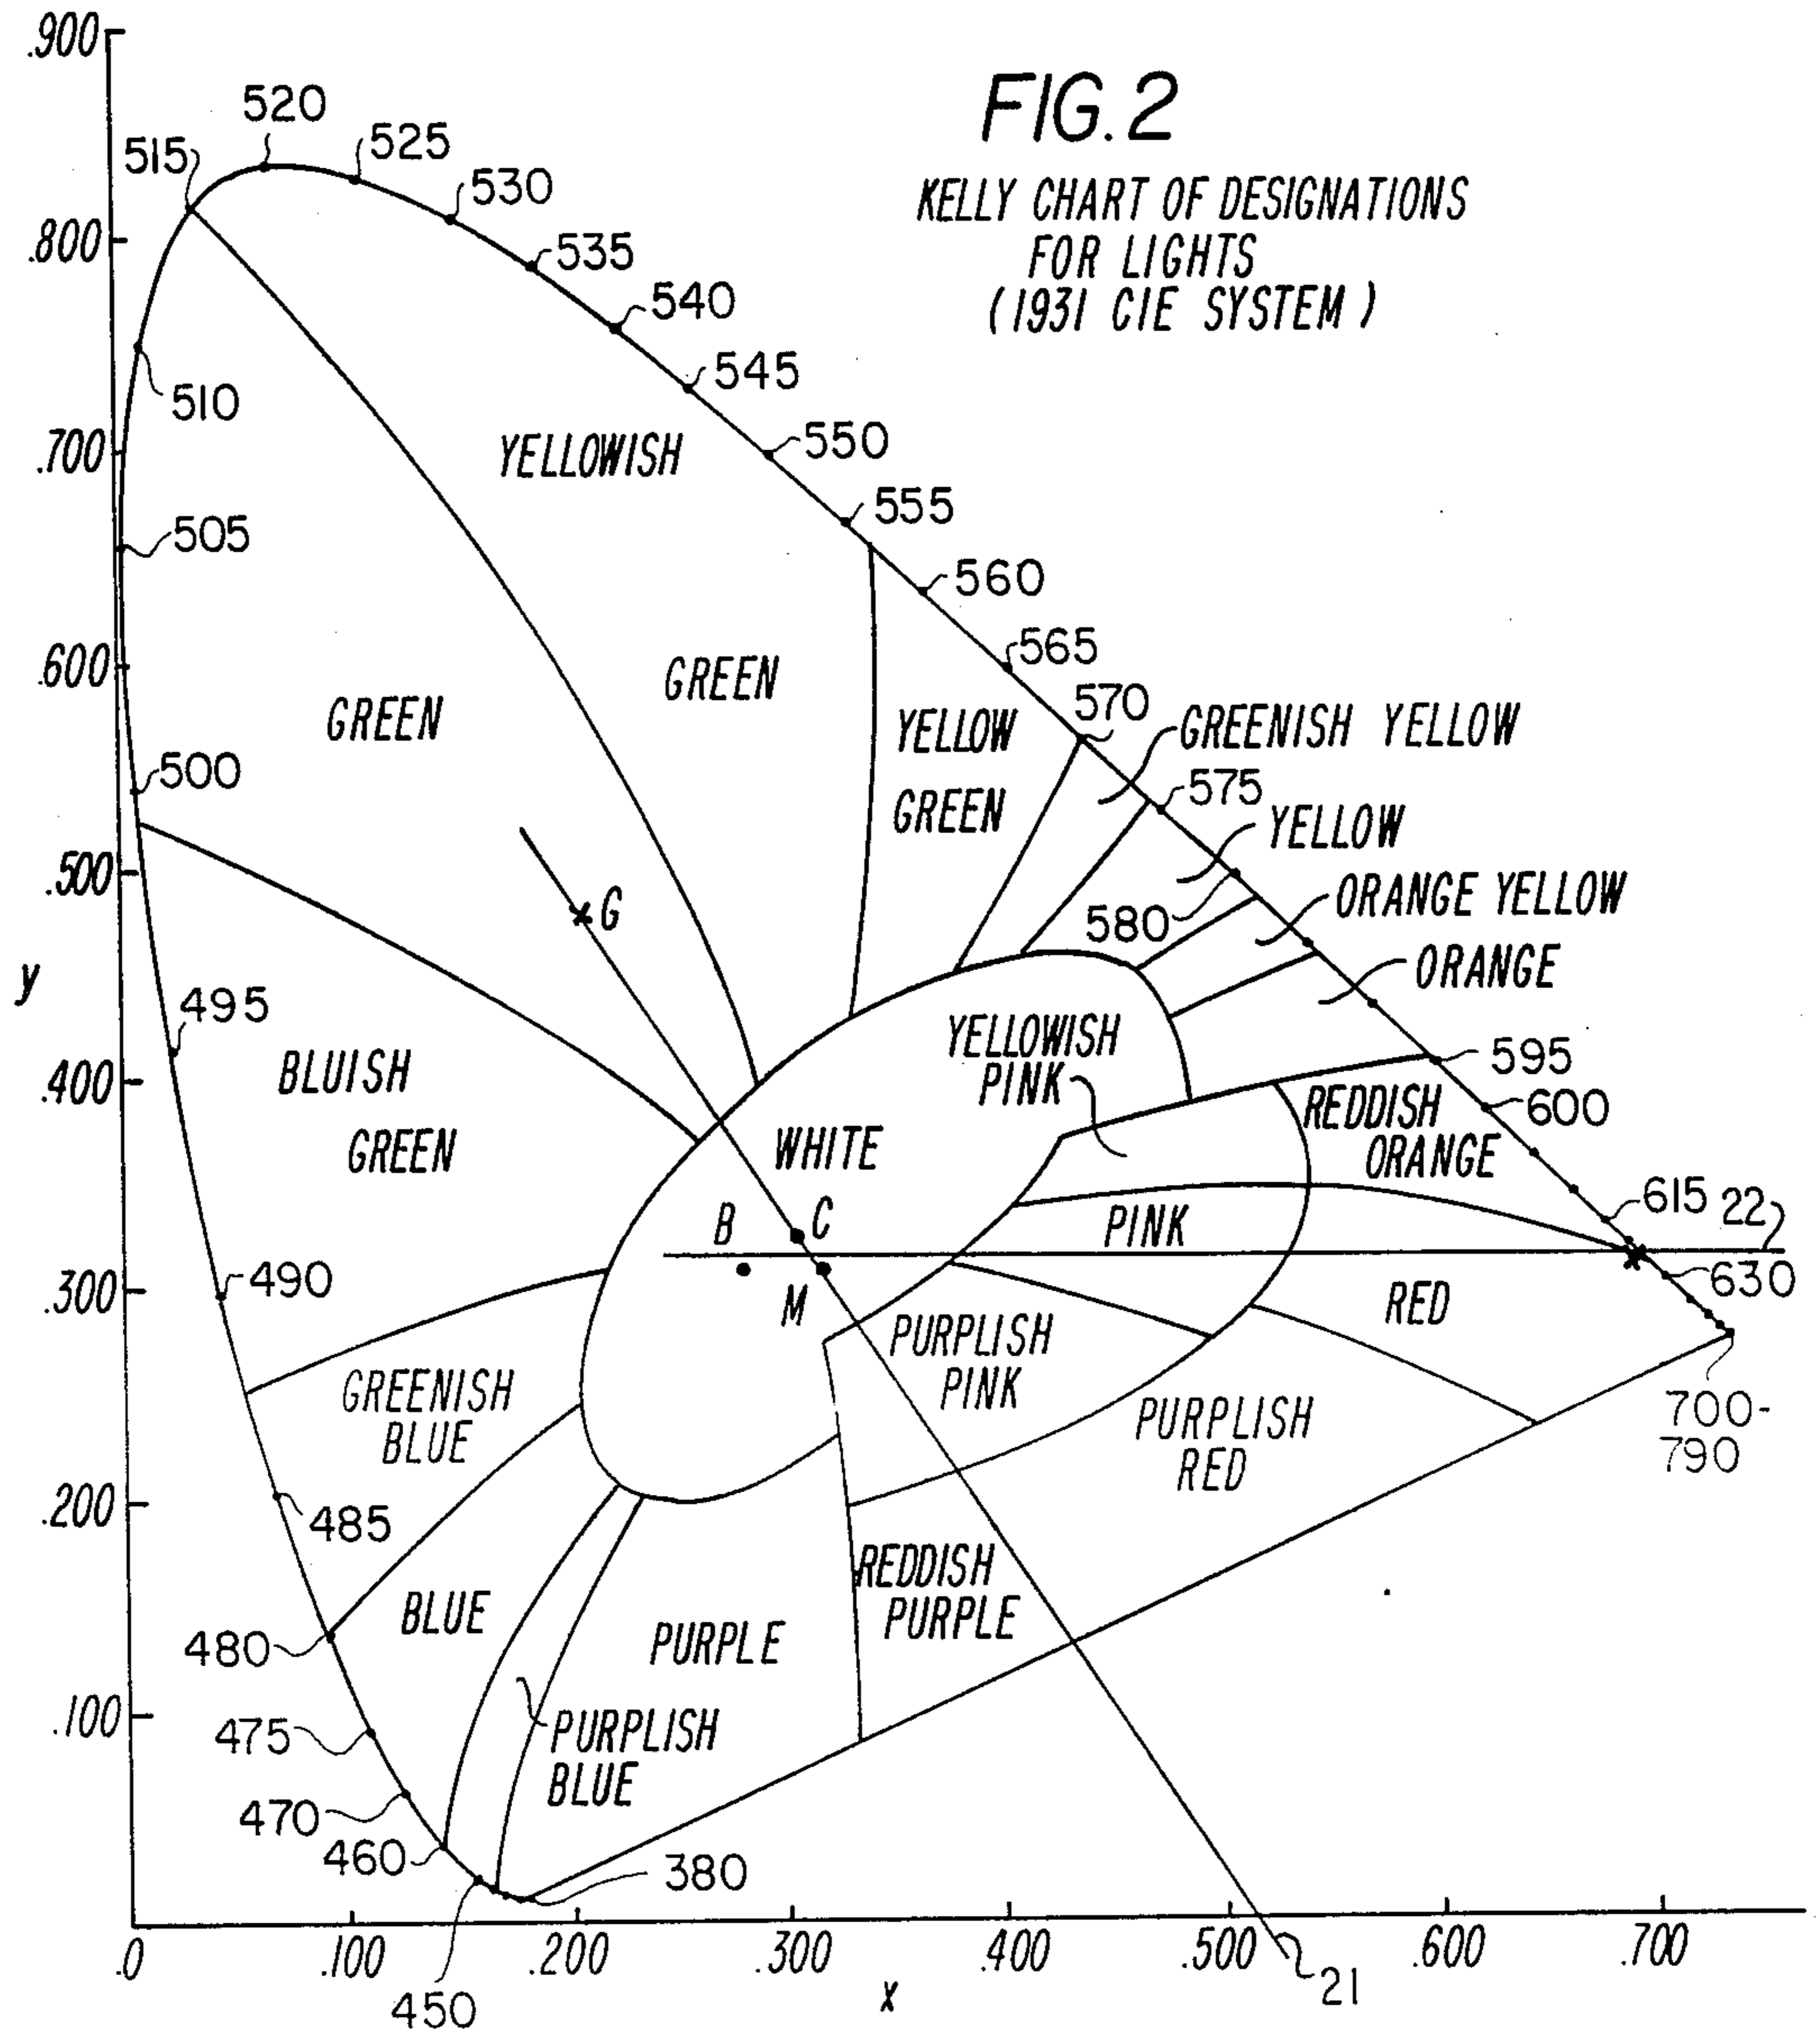 FIG. 2
KELLY CHART OF DESIGNATIONS
FOR LIGHTS
(1931 CIE SYSTEM)
.900
.800
.700
.600
.500
.400
.300
.200
.100
y
520
525
515
530
535
540
510
545
YELLOWISH
550
555
505
560
565
GREEN
GREEN
YELLOW
GREEN
570
GREENISH YELLOW
500
575
YELLOW
580
ORANGE YELLOW
G
ORANGE
495
YELLOWISH
PINK
595
BLUISH
GREEN
600
REDDISH
ORANGE
WHITE
615
22
B
C
PINK
490
M
630
RED
PURPLISH
PINK
GREENISH
BLUE
700-
790
PURPLISH
RED
485
REDDISH
PURPLE
BLUE
480
PURPLE
475
PURPLISH
BLUE
470
460
380
450
.0
.100
.200
.300
.400
.500
.600
.700
x
21